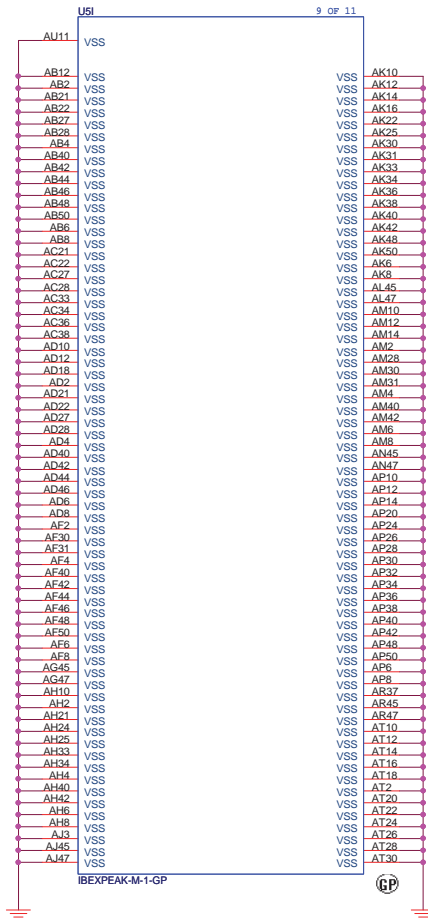 U5I 9 OF 11
AU11 VSS
AB12 VSS VSS AK10
AB2 VSS VSS AK12
AB21 VSS VSS AK14
AB22 VSS VSS AK16
AB27 VSS VSS AK22
AB28 VSS VSS AK25
AB4 VSS VSS AK30
AB40 VSS VSS AK31
AB42 VSS VSS AK33
AB44 VSS VSS AK34
AB46 VSS VSS AK36
AB48 VSS VSS AK38
AB50 VSS VSS AK40
AB6 VSS VSS AK42
AB8 VSS VSS AK48
AC21 VSS VSS AK50
AC22 VSS VSS AK6
AC27 VSS VSS AK8
AC28 VSS VSS AL45
AC33 VSS VSS AL47
AC34 VSS VSS AM10
AC36 VSS VSS AM12
AC38 VSS VSS AM14
AD10 VSS VSS AM2
AD12 VSS VSS AM28
AD18 VSS VSS AM30
AD2 VSS VSS AM31
AD21 VSS VSS AM4
AD22 VSS VSS AM40
AD27 VSS VSS AM42
AD28 VSS VSS AM6
AD4 VSS VSS AM8
AD40 VSS VSS AN45
AD42 VSS VSS AN47
AD44 VSS VSS AP10
AD46 VSS VSS AP12
AD6 VSS VSS AP14
AD8 VSS VSS AP20
AF2 VSS VSS AP24
AF30 VSS VSS AP26
AF31 VSS VSS AP28
AF4 VSS VSS AP30
AF40 VSS VSS AP32
AF42 VSS VSS AP34
AF44 VSS VSS AP36
AF46 VSS VSS AP38
AF48 VSS VSS AP40
AF50 VSS VSS AP42
AF6 VSS VSS AP48
AF8 VSS VSS AP50
AG45 VSS VSS AP6
AG47 VSS VSS AP8
AH10 VSS VSS AR37
AH2 VSS VSS AR45
AH21 VSS VSS AR47
AH24 VSS VSS AT10
AH25 VSS VSS AT12
AH33 VSS VSS AT14
AH34 VSS VSS AT16
AH4 VSS VSS AT18
AH40 VSS VSS AT2
AH42 VSS VSS AT20
AH6 VSS VSS AT22
AH8 VSS VSS AT24
AJ3 VSS VSS AT26
AJ45 VSS VSS AT28
AJ47 VSS VSS AT30
IBEXPEAK-M-1-GP GP